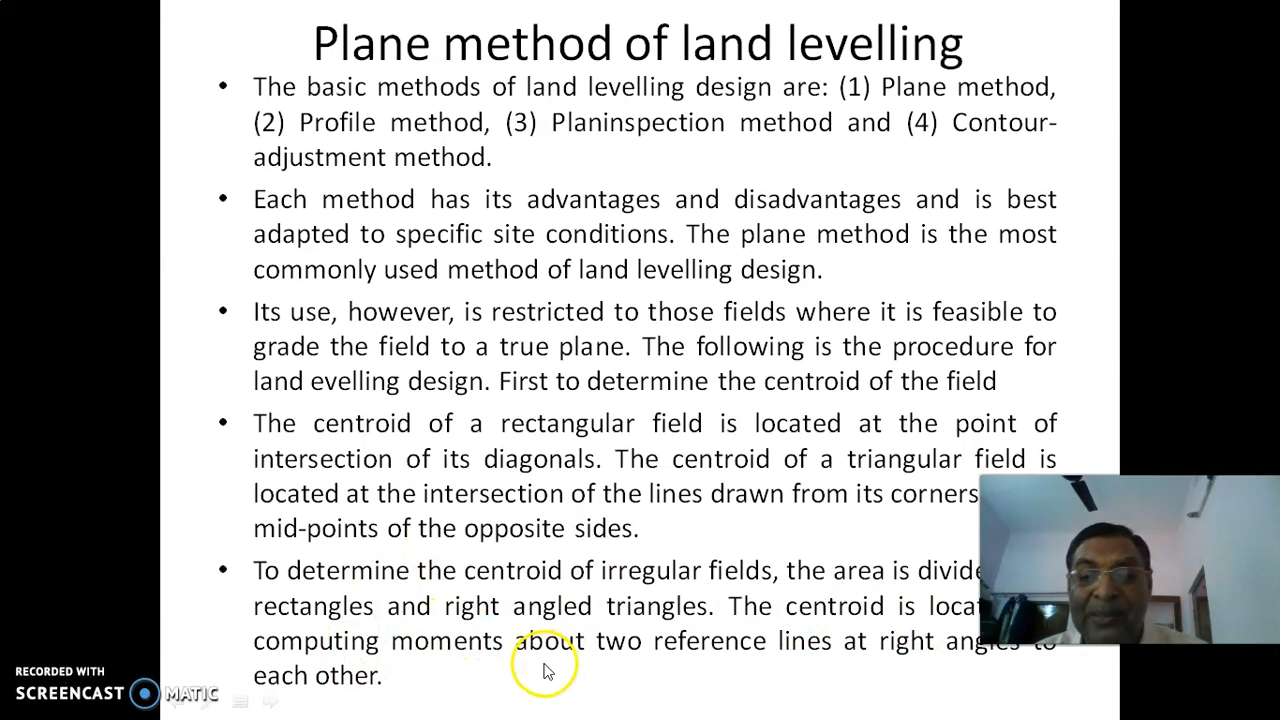 Plane method of land levelling
• The basic methods of land levelling design are: (1) Plane method,
(2) Profile method, (3) Planinspection method and (4) Contour-
adjustment method.
• Each method has its advantages and disadvantages and is best
adapted to specific site conditions. The plane method is the most
commonly used method of land levelling design.
• Its use, however, is restricted to those fields where it is feasible to
grade the field to a true plane. The following is the procedure for
land evelling design. First to determine the centroid of the field
• The centroid of a rectangular field is located at the point of
intersection of its diagonals. The centroid of a triangular field is
located at the intersection of the lines drawn from its corners
mid-points of the opposite sides.
• To determine the centroid of irregular fields, the area is
rectangles and right angled triangles. The centroid is
computing moments about two reference lines at right angles to
each other.
RECORDED WITH
SCREENCAST MATIC